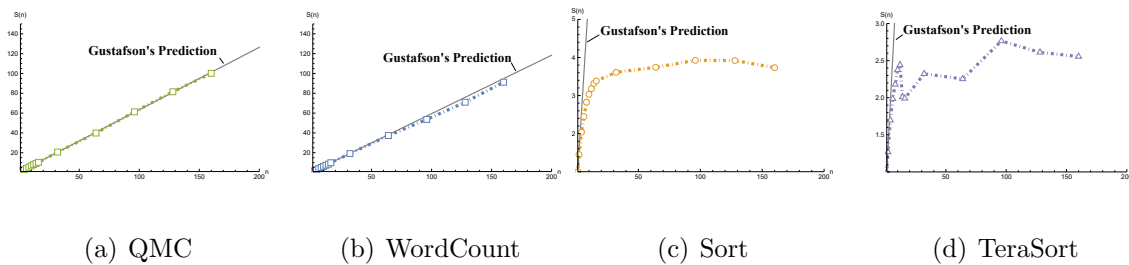 S(n)
140
120
100
80
60
40
20
50
100
150
200
n
Gustafson's Prediction
(a) QMC
S(n)
140
120
100
80
60
40
20
50
100
150
200
n
Gustafson's Prediction
(b) WordCount
S(n)
5
4
3
2
50
100
150
200
n
Gustafson's Prediction
(c) Sort
S(n)
3.0
2.5
2.0
1.5
50
100
150
200
n
Gustafson's Prediction
(d) TeraSort